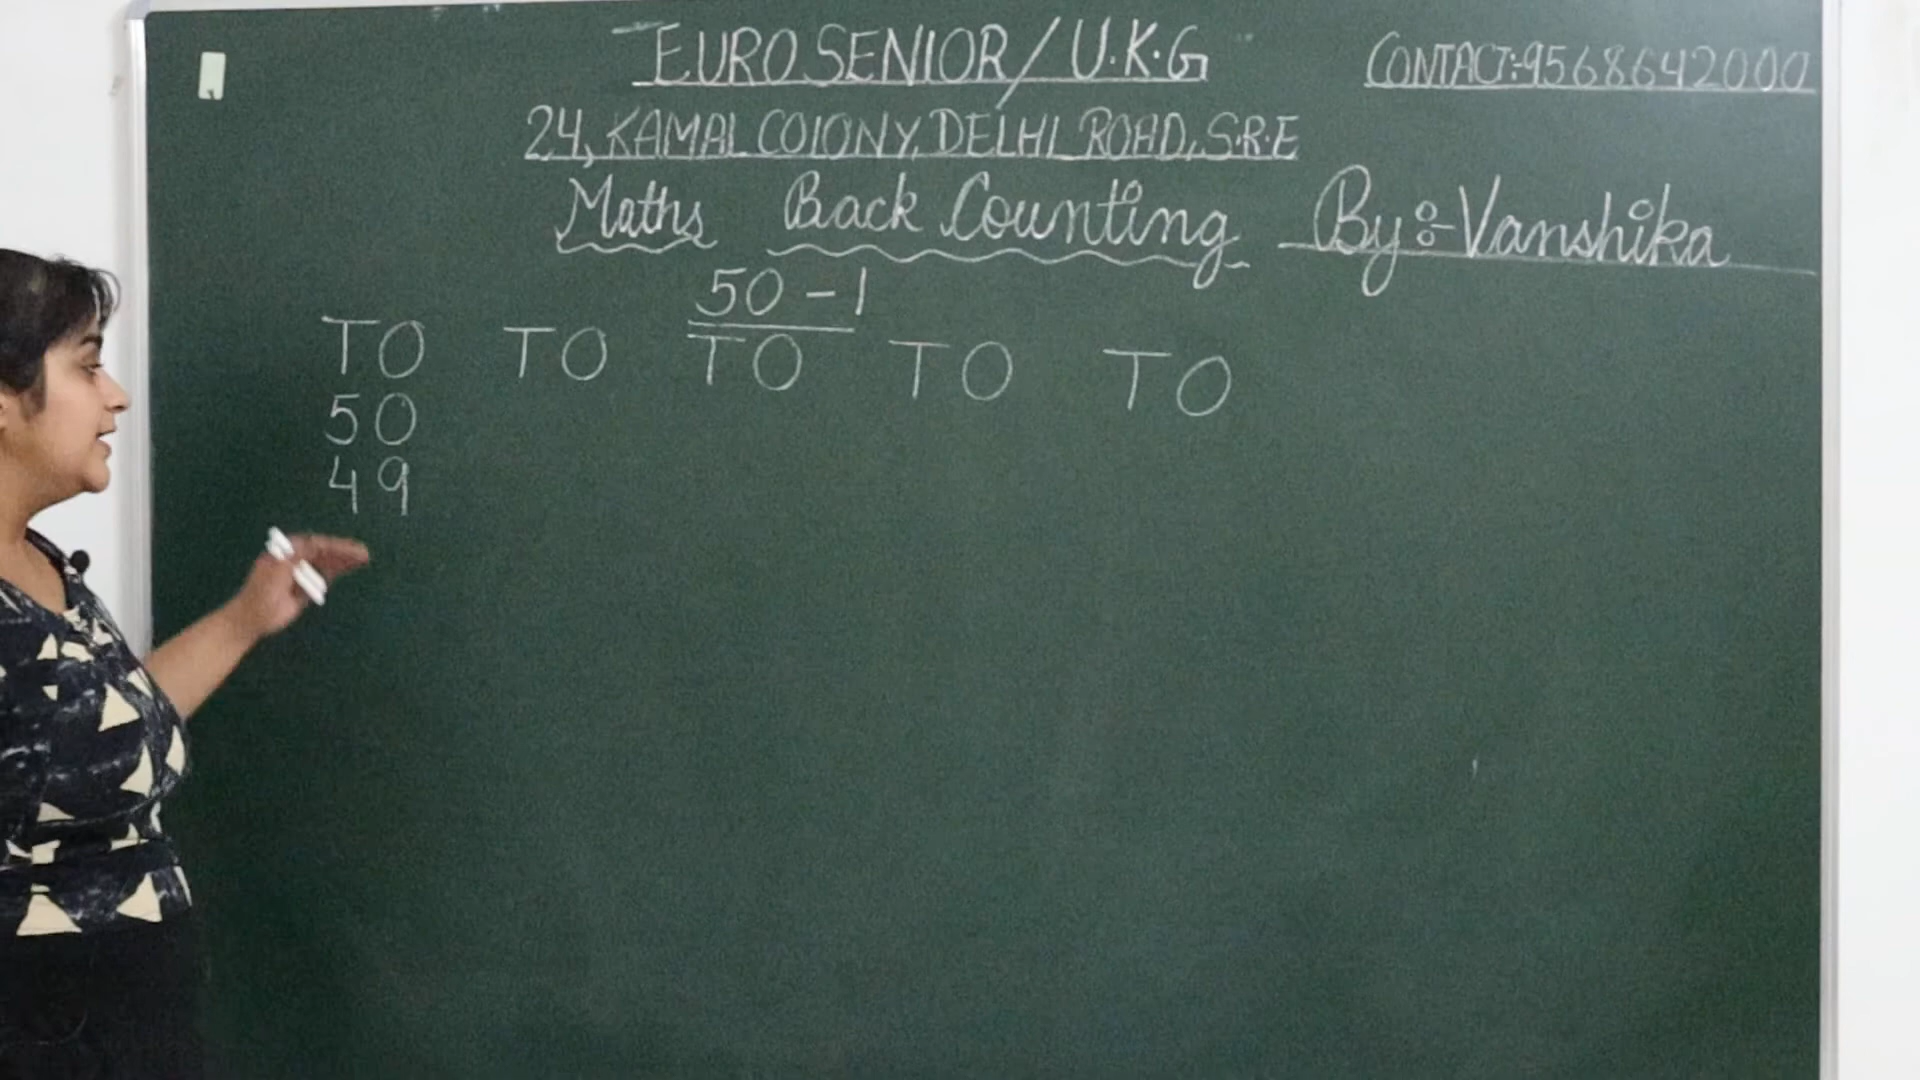 EURO SENIOR/U.K.G
CONTACT:-9568642000
24, KAMAL COLONY, DELHI ROAD, S.R.E
Maths Back Counting By:-Vanshika
50-1
TO TO TO TO TO
50
49